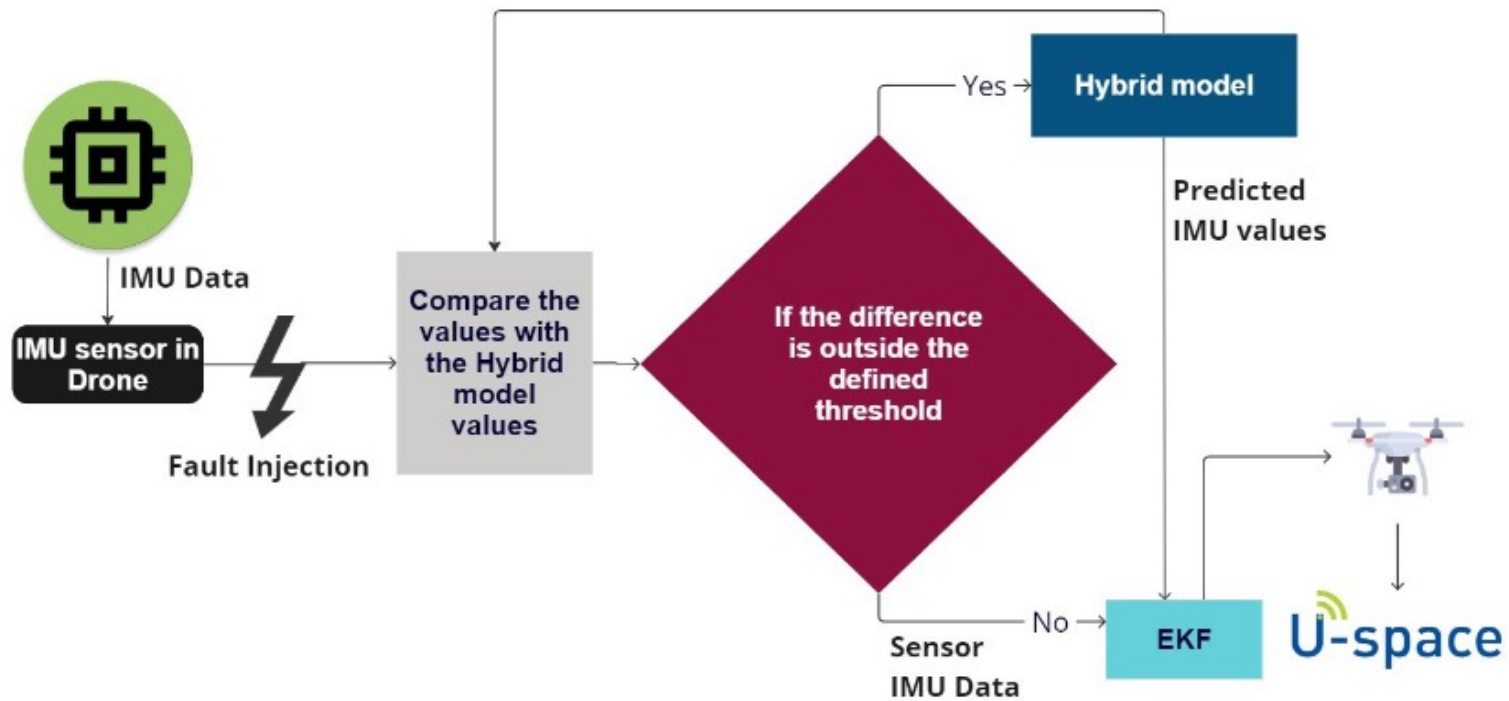 IMU Data
IMU sensor in
Drone
Fault Injection
Compare the
values with
the Hybrid
model
values
If the difference
is outside the
defined
threshold
Yes
Hybrid model
Predicted
IMU values
No
Sensor
IMU Data
EKF
U-space